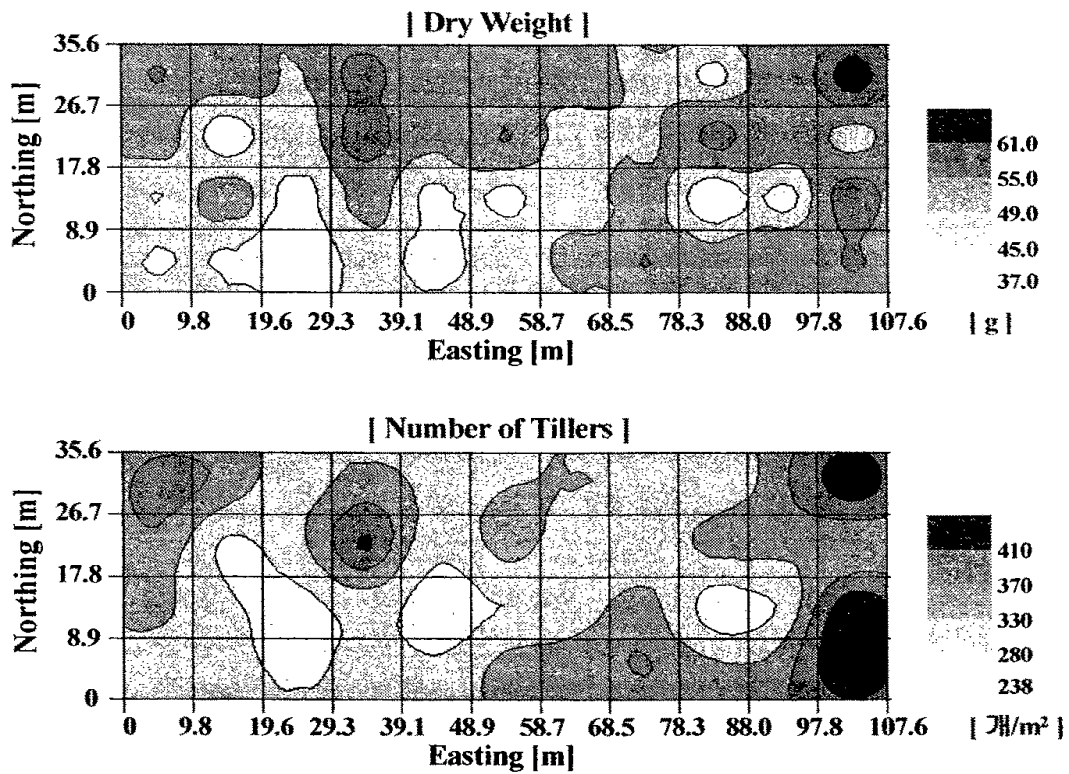 [ Dry Weight ]
35.6
26.7
17.8
8.9
0
Northing [m]
0 9.8 19.6 29.3 39.1 48.9 58.7 68.5 78.3 88.0 97.8 107.6
Easting [m]
61.0
55.0
49.0
45.0
37.0
[ g ]
[ Number of Tillers ]
35.6
26.7
17.8
8.9
0
Northing [m]
0 9.8 19.6 29.3 39.1 48.9 58.7 68.5 78.3 88.0 97.8 107.6
Easting [m]
410
370
330
280
238
[ 개/m² ]